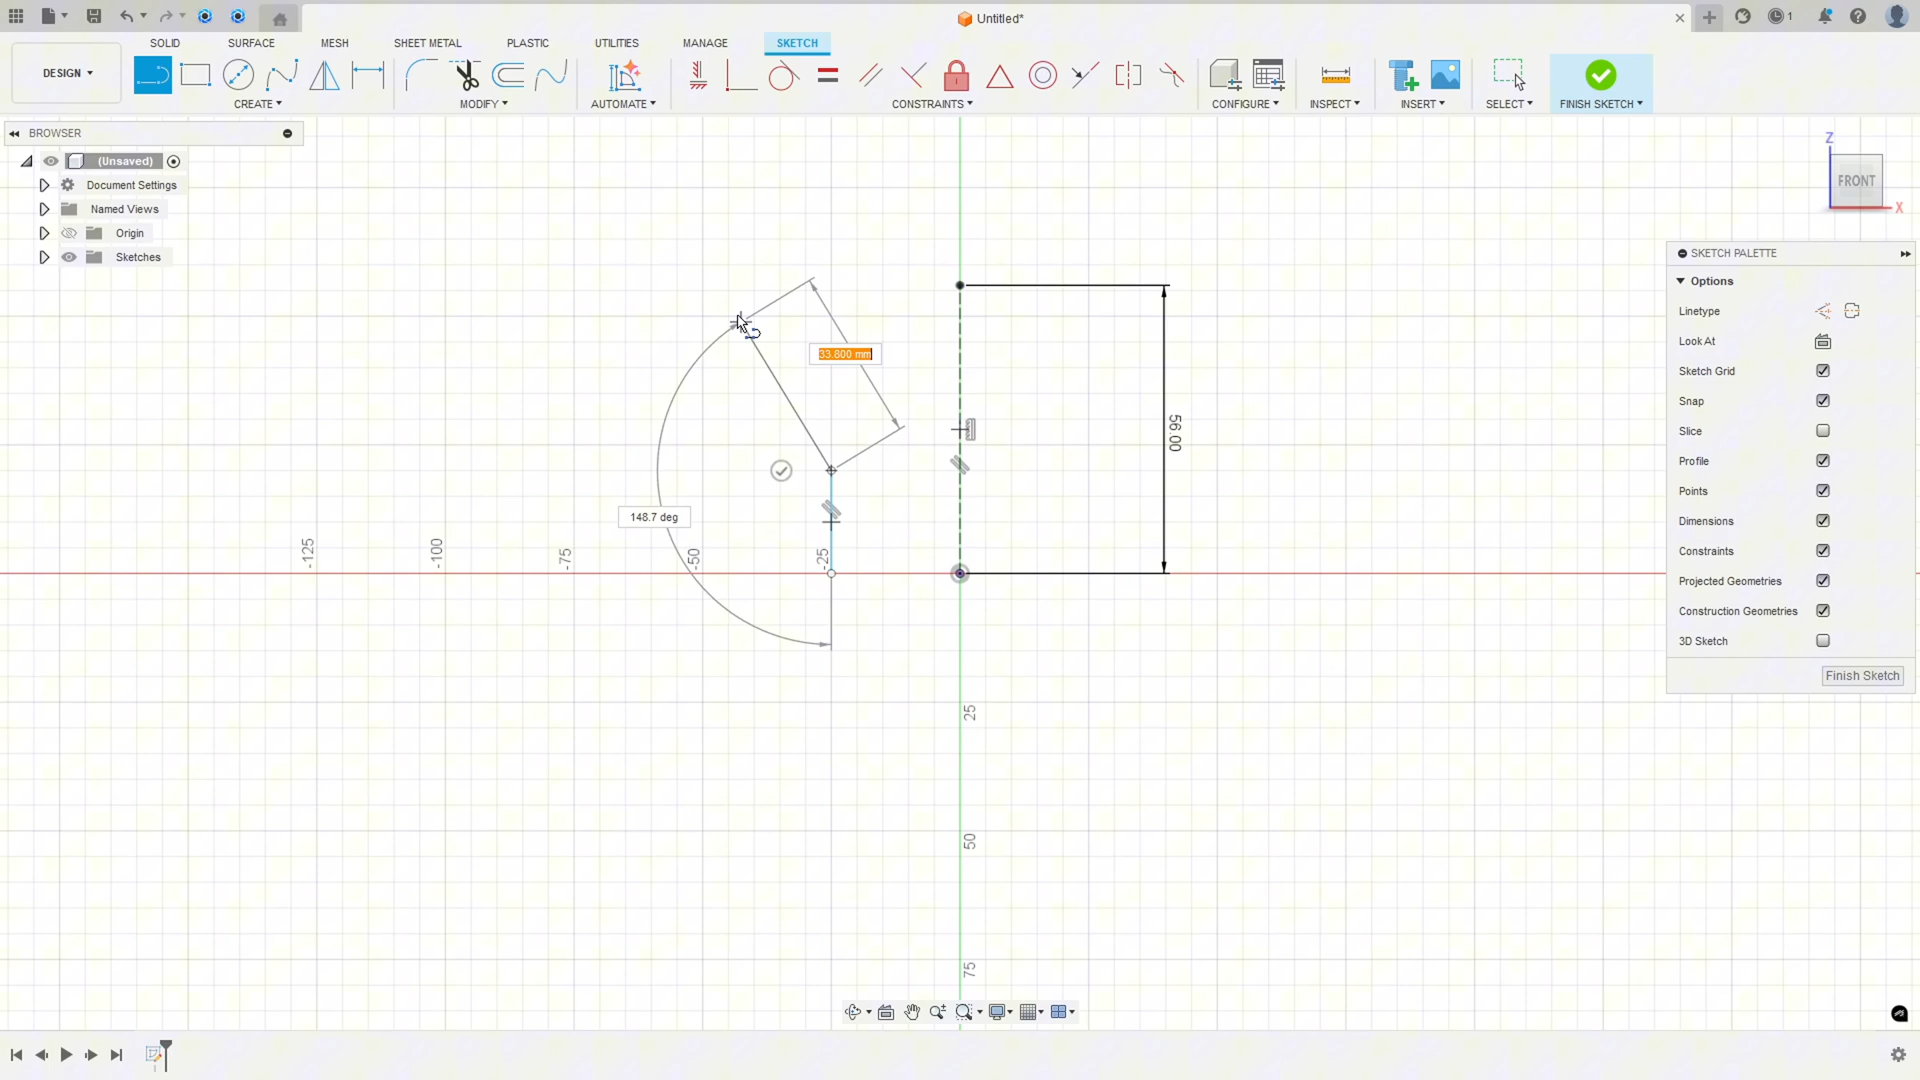 Untitled*
1
SOLID
SURFACE
MESH
SHEET METAL
PLASTIC
UTILITIES
MANAGE
SKETCH
DESIGN
CREATE
MODIFY
AUTOMATE
CONSTRAINTS
CONFIGURE
INSPECT
INSERT
SELECT
FINISH SKETCH
BROWSER
(Unsaved)
Document Settings
Named Views
Origin
Sketches
Z
FRONT
X
33.800 mm
56.00
148.7 deg
-125
-100
-75
-50
-25
25
50
75
SKETCH PALETTE
Options
Linetype
Look At
Sketch Grid
Snap
Slice
Profile
Points
Dimensions
Constraints
Projected Geometries
Construction Geometries
3D Sketch
Finish Sketch